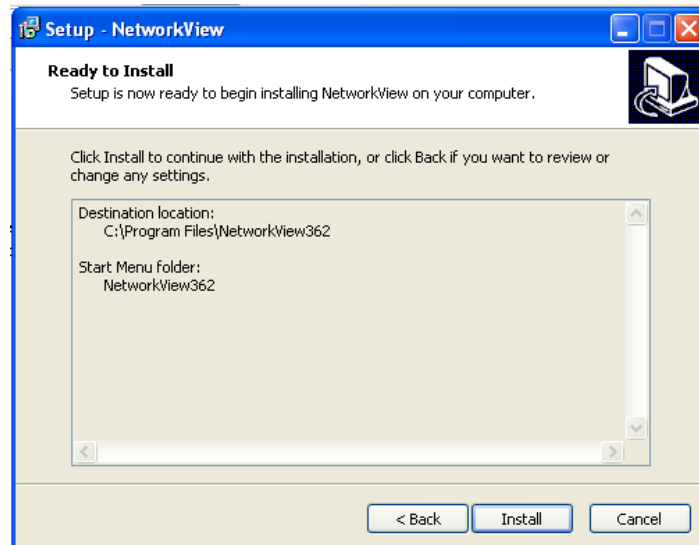 Setup - NetworkView
Ready to Install
Setup is now ready to begin installing NetworkView on your computer.
Click Install to continue with the installation, or click Back if you want to review or
change any settings.
Destination location:
C:\Program Files\NetworkView362
Start Menu folder:
NetworkView362
< Back
Install
Cancel